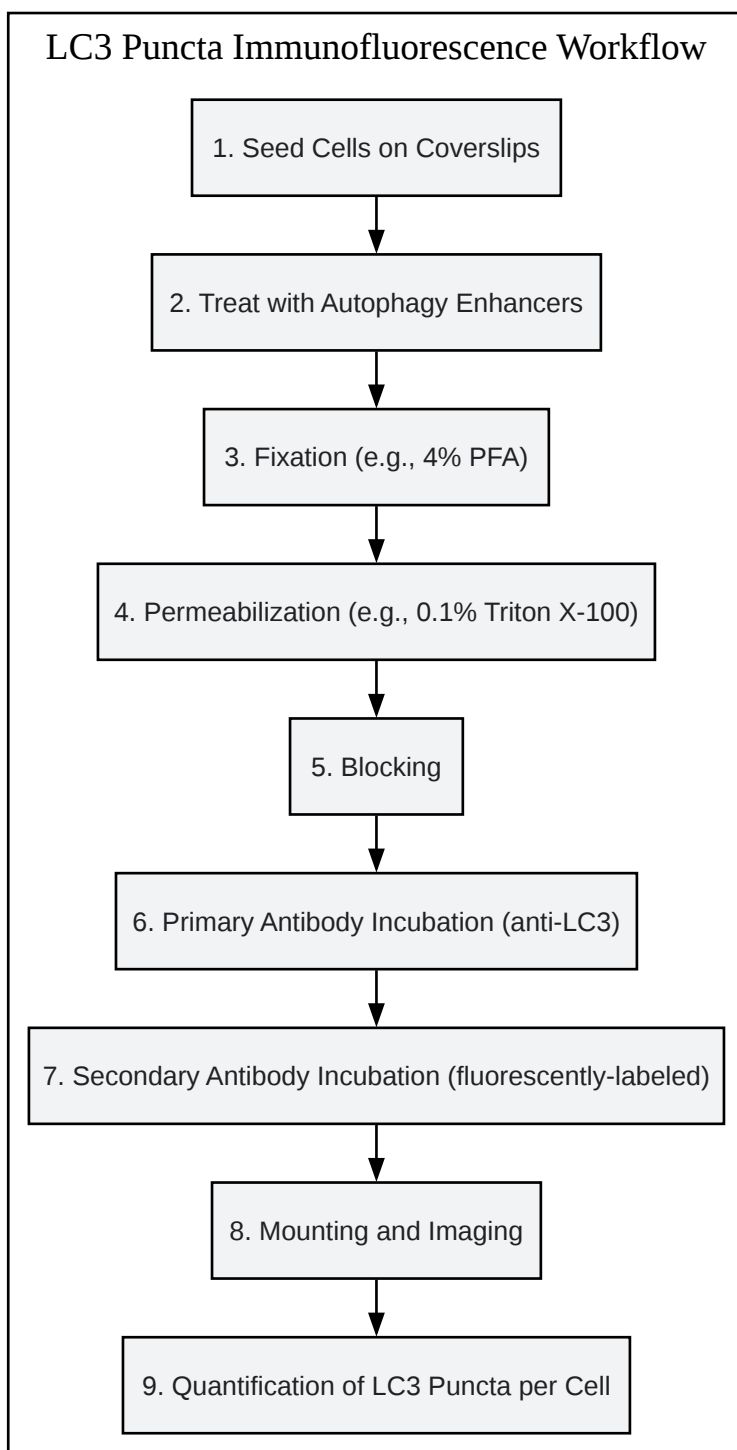 LC3 Puncta Immunofluorescence Workflow
1. Seed Cells on Coverslips
2. Treat with Autophagy Enhancers
3. Fixation (e.g., 4% PFA)
4. Permeabilization (e.g., 0.1% Triton X-100)
5. Blocking
6. Primary Antibody Incubation (anti-LC3)
7. Secondary Antibody Incubation (fluorescently-labeled)
8. Mounting and Imaging
9. Quantification of LC3 Puncta per Cell